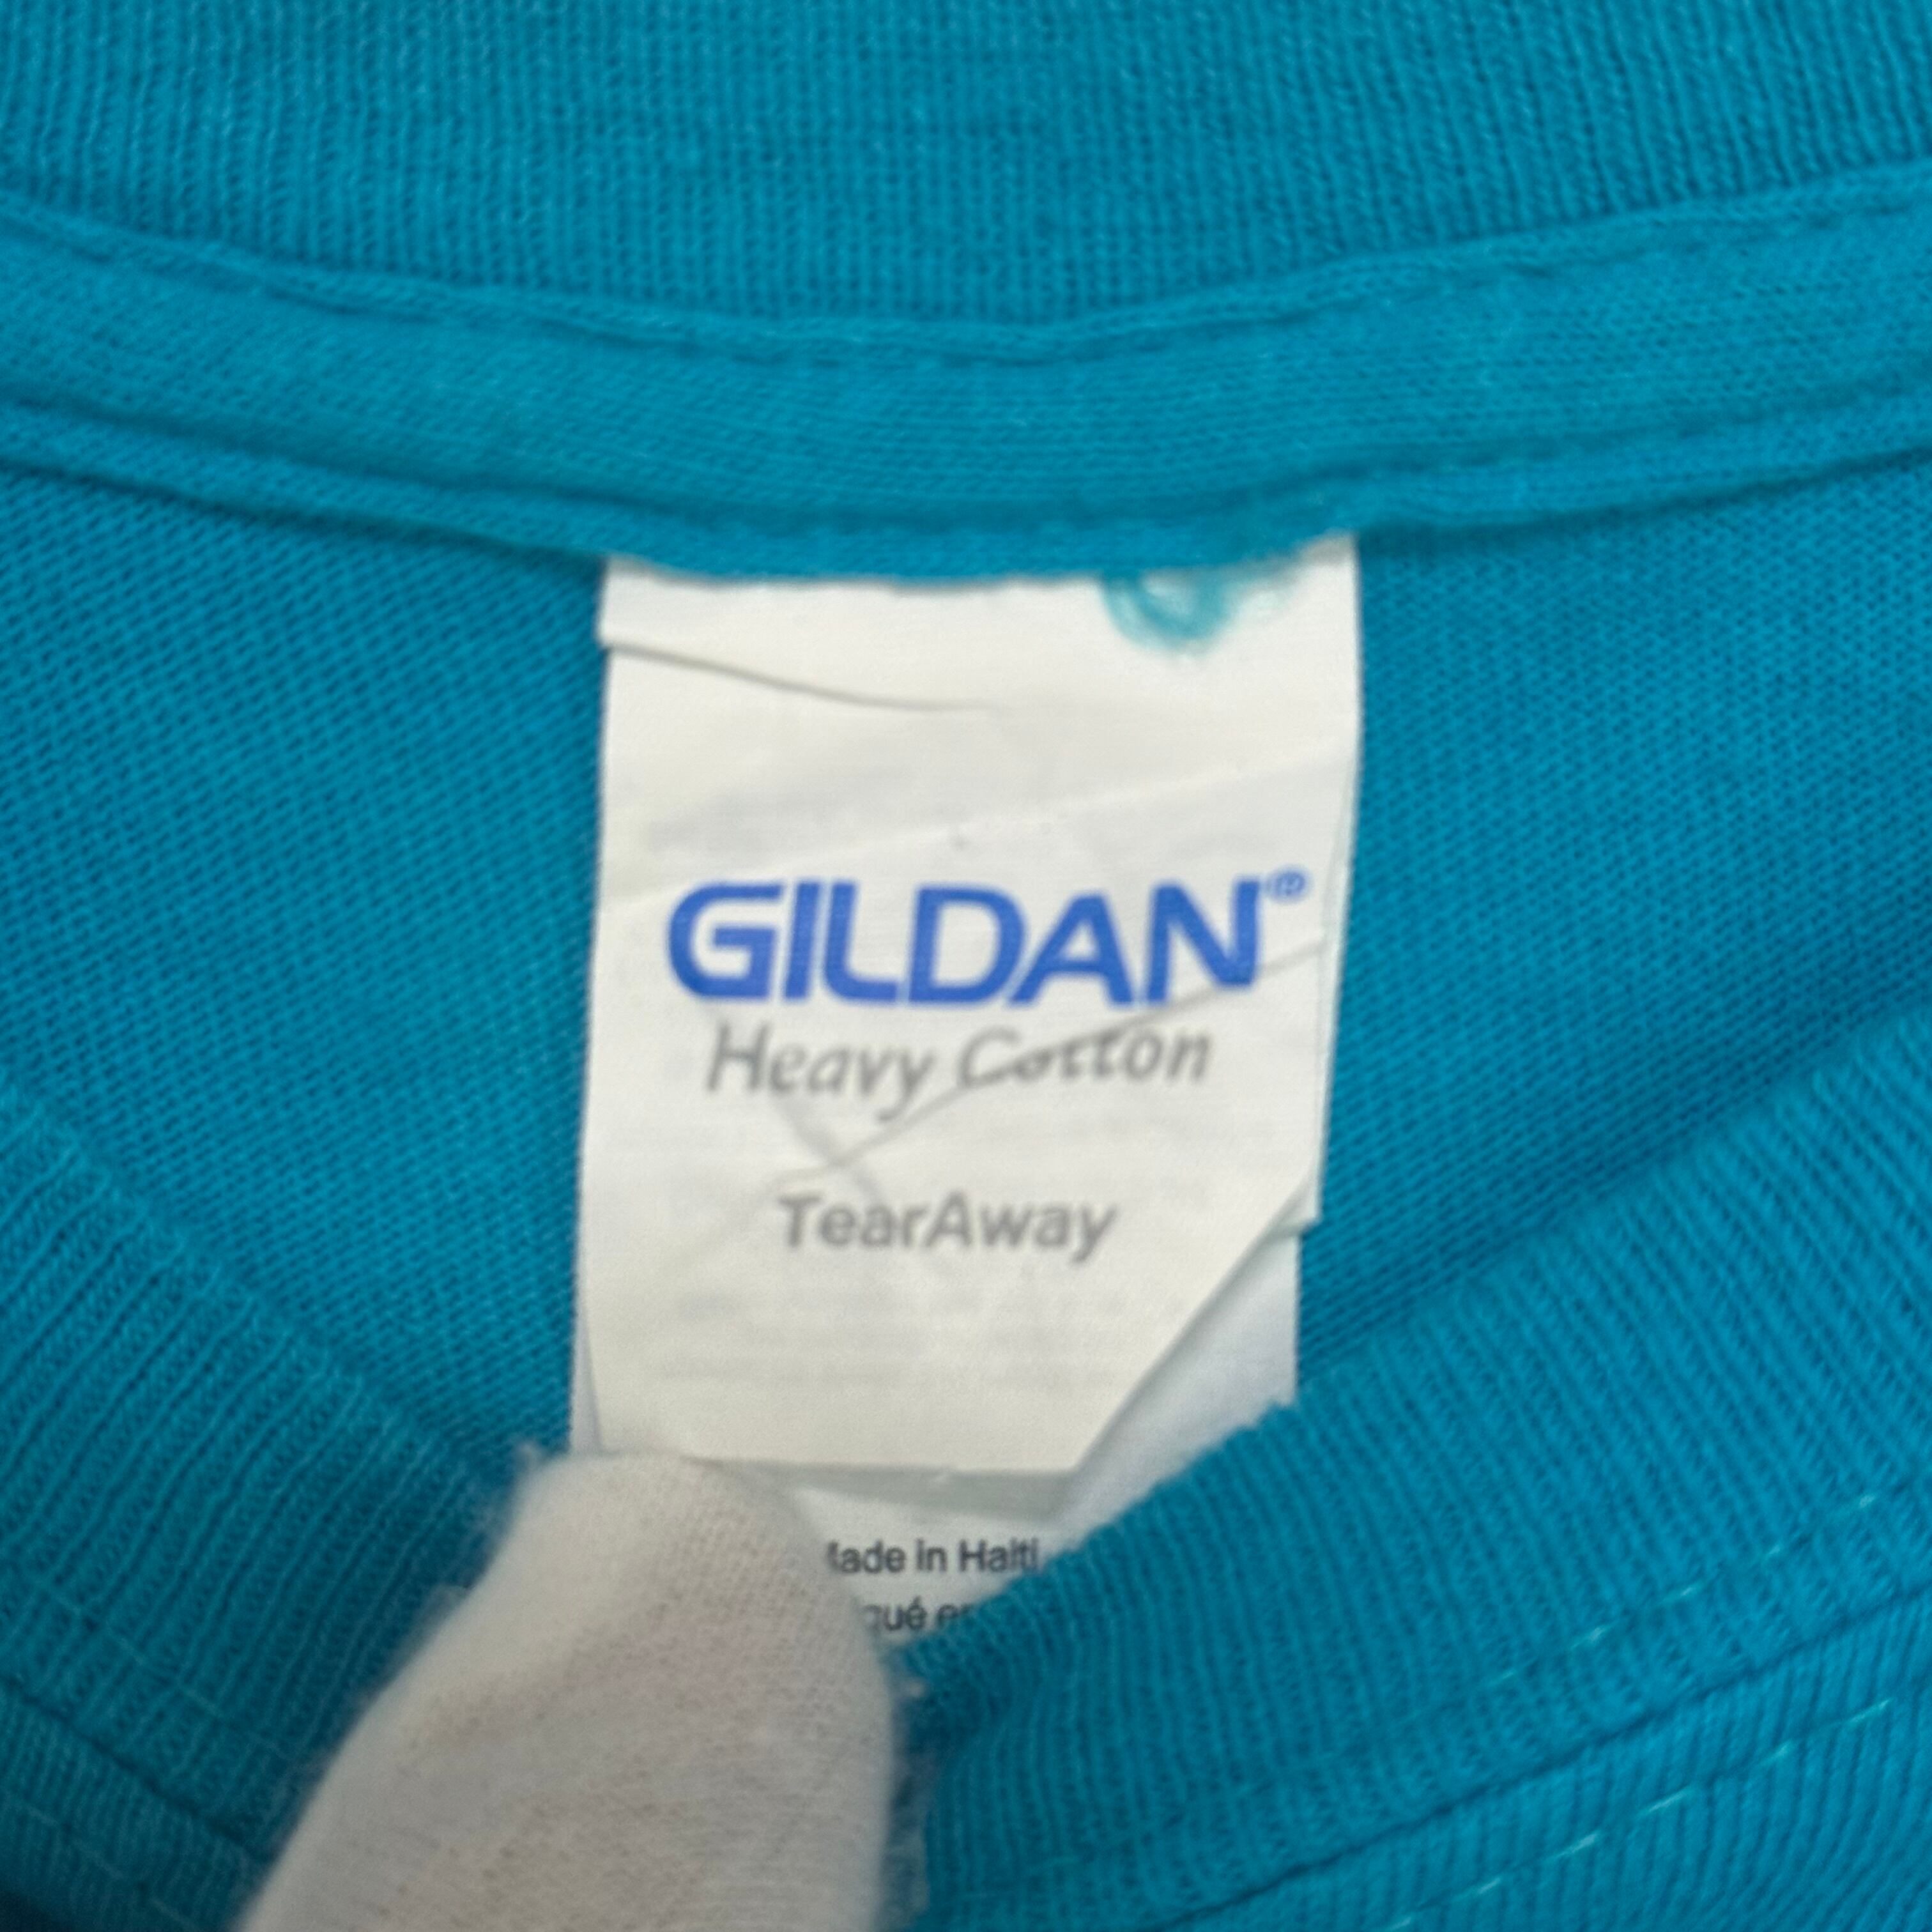 GILDAN®
Heavy Cotton
TearAway
Made in Haiti